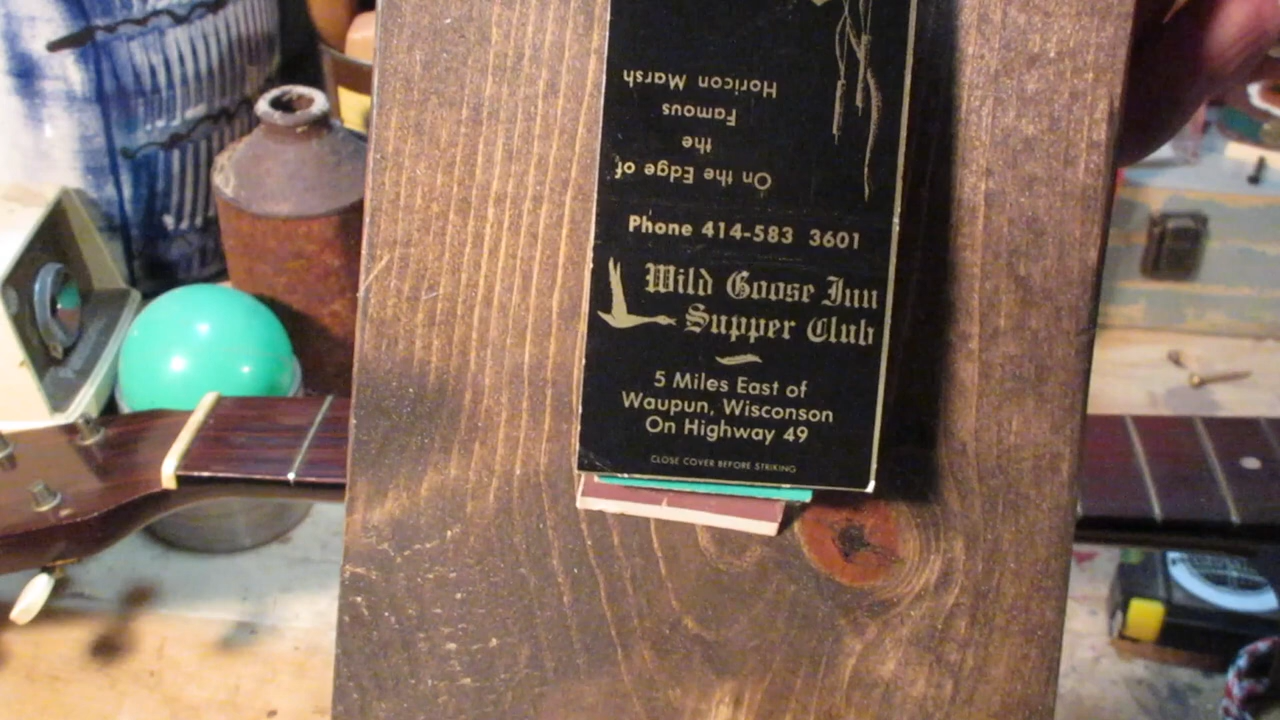 On the Edge of
the
Famous
Horicon Marsh
Phone 414-583 3601
Wild Goose Inn
Supper Club
5 Miles East of
Waupun, Wisconson
On Highway 49
CLOSE COVER BEFORE STRIKING